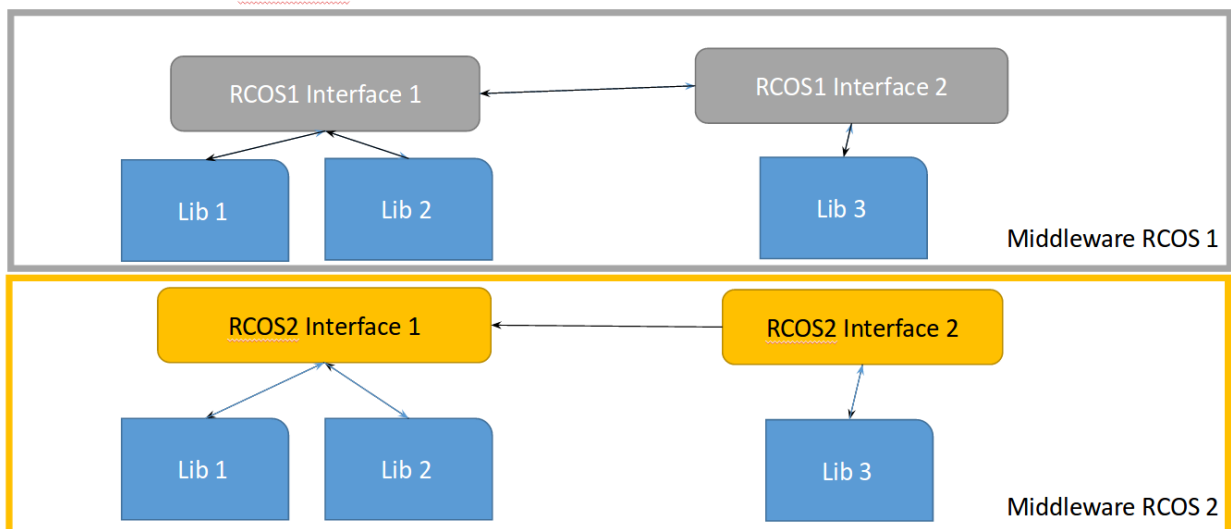 RCOS1 Interface 1
RCOS1 Interface 2
Lib 1
Lib 2
Lib 3
Middleware RCOS 1
RCOS2 Interface 1
RCOS2 Interface 2
Lib 1
Lib 2
Lib 3
Middleware RCOS 2